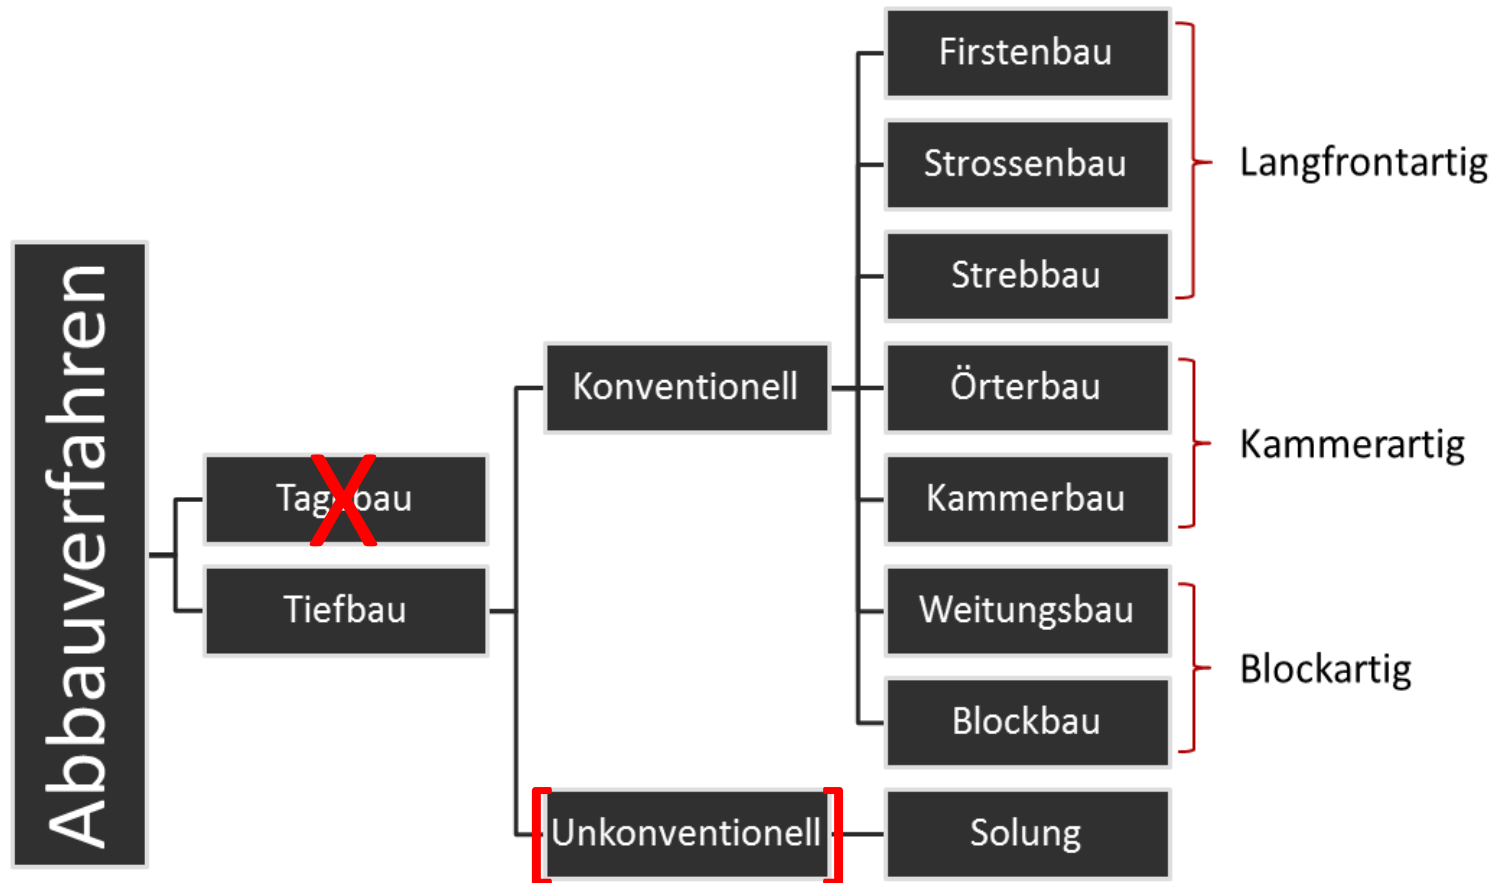 Abbauverfahren
Tagebau
Tiefbau
Konventionell
Unkonventionell
Firstenbau
Strossenbau
Strebbau
Örterbau
Kammerbau
Weitungsbau
Blockbau
Solung
Langfrontartig
Kammerartig
Blockartig